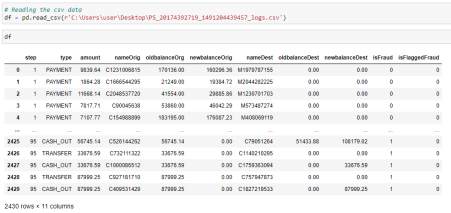 # Reading the csv data
df = pd.read_csv(r'C:\Users\user\Desktop\PS_20174392719_1491204439457_logs.csv')
df
step type amount nameOrig oldbalanceOrg newbalanceOrig nameDest oldbalanceDest newbalanceDest isFraud isFlaggedFraud
0 1 PAYMENT 9839.64 C1231006815 170136.00 160296.36 M1979787155 0.00 0.00 0 0
1 1 PAYMENT 1864.28 C1666544295 21249.00 19384.72 M2044282225 0.00 0.00 0 0
2 1 PAYMENT 11668.14 C2048537720 41554.00 29885.86 M1230701703 0.00 0.00 0 0
3 1 PAYMENT 7817.71 C90045638 53860.00 46042.29 M573487274 0.00 0.00 0 0
4 1 PAYMENT 7107.77 C154988899 183195.00 176087.23 M408069119 0.00 0.00 0 0
... ... ... ... ... ... ... ... ... ... ... ...
2425 95 CASH_OUT 56745.14 C526144262 56745.14 0.00 C79051264 51433.88 108179.02 1 0
2426 95 TRANSFER 33676.59 C732111322 33676.59 0.00 C1140210295 0.00 0.00 1 0
2427 95 CASH_OUT 33676.59 C1000086512 33676.59 0.00 C1759363094 0.00 33676.59 1 0
2428 95 TRANSFER 87999.25 C927181710 87999.25 0.00 C757947873 0.00 0.00 1 0
2429 95 CASH_OUT 87999.25 C409531429 87999.25 0.00 C1827219533 0.00 87999.25 1 0
2430 rows × 11 columns